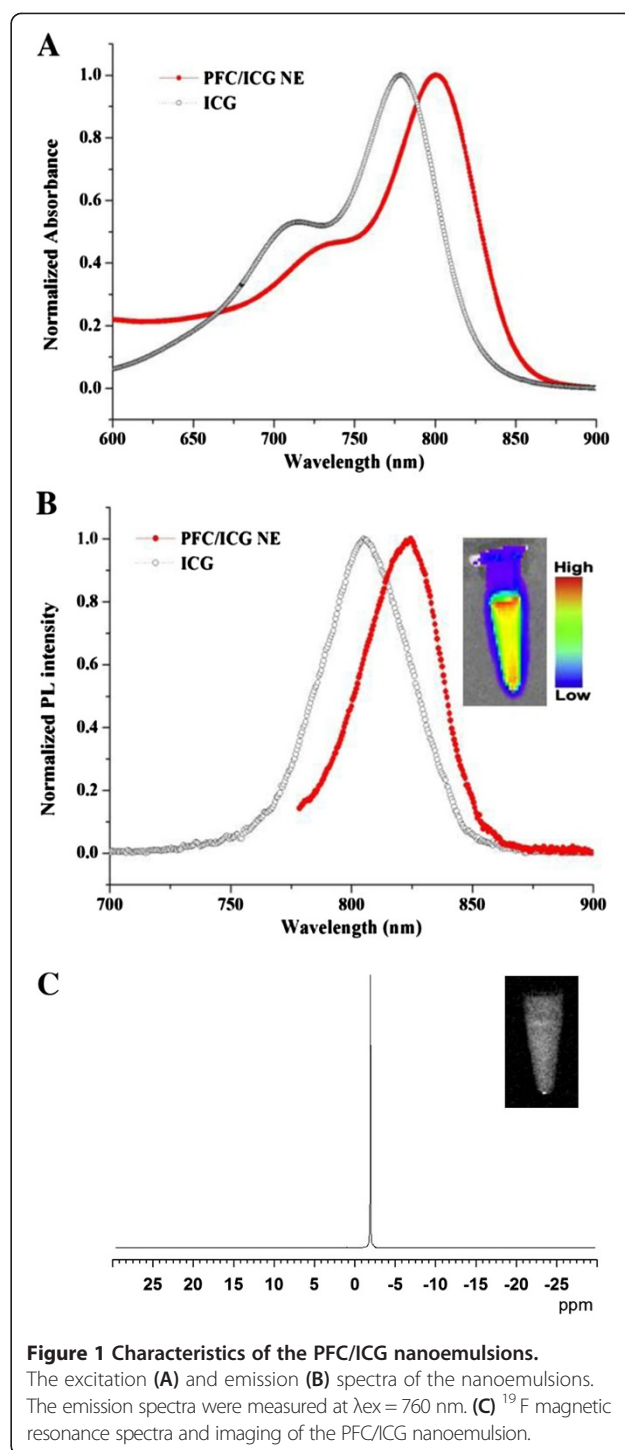 A
PFC/ICG NE
ICG
Normalized Absorbance
1.0
0.8
0.6
0.4
0.2
0.0
600
650
700
750
800
850
900
Wavelength (nm)
B
PFC/ICG NE
ICG
High
Low
Normalized PL intensity
1.0
0.8
0.6
0.4
0.2
0.0
700
750
800
850
900
Wavelength (nm)
C
25
20
15
10
5
0
-5
-10
-15
-20
-25
ppm
Figure 1 Characteristics of the PFC/ICG nanoemulsions.
The excitation (A) and emission (B) spectra of the nanoemulsions.
The emission spectra were measured at λex = 760 nm. (C) ¹⁹F magnetic
resonance spectra and imaging of the PFC/ICG nanoemulsion.